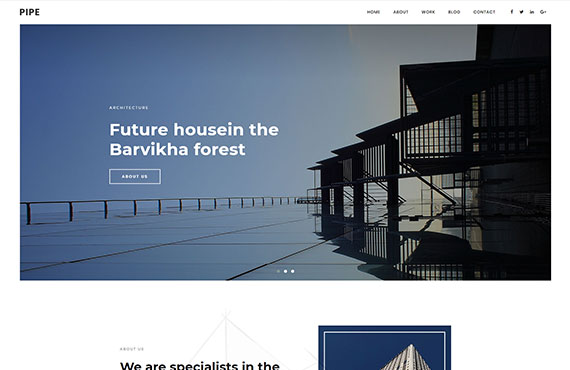 PIPE
HOME ABOUT WORK BLOG CONTACT
ARCHITECTURE
Future housein the
Barvikha forest
ABOUT US
ABOUT US
We are specialists in the